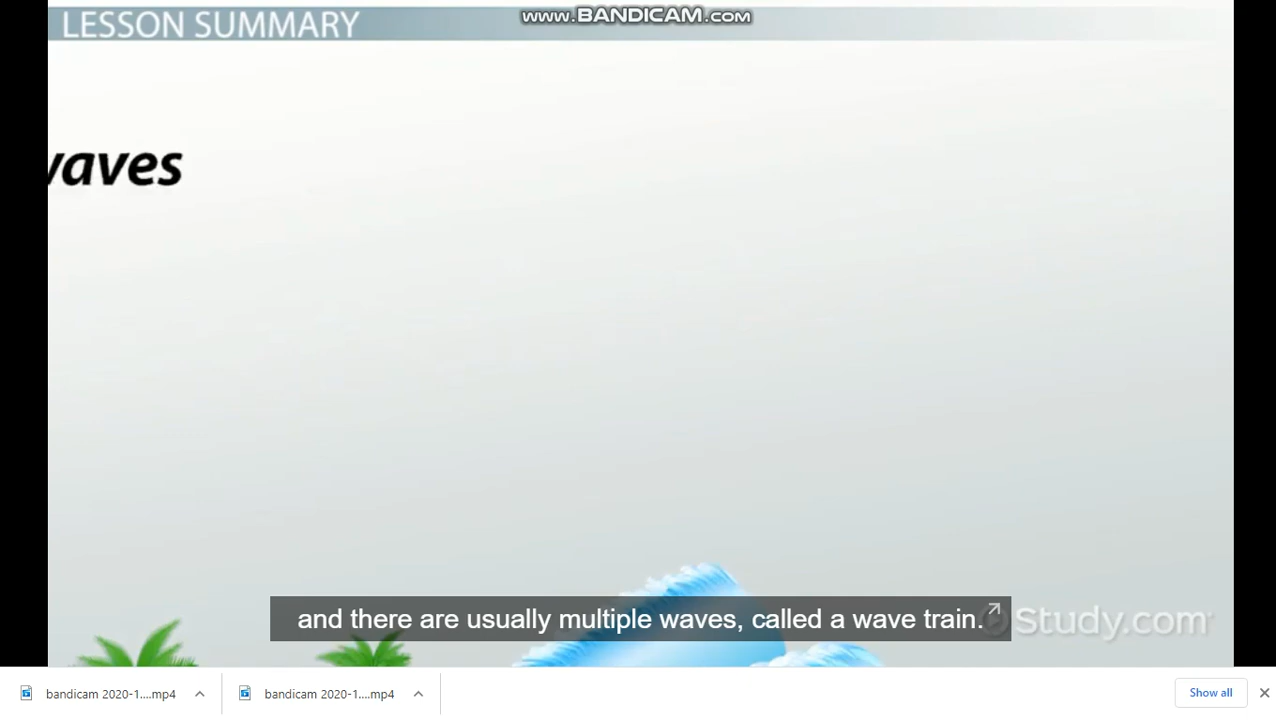 LESSON SUMMARY
www.BANDICAM.com
waves
and there are usually multiple waves, called a wave train.
Study.com
bandicam 2020-1....mp4
bandicam 2020-1....mp4
Show all